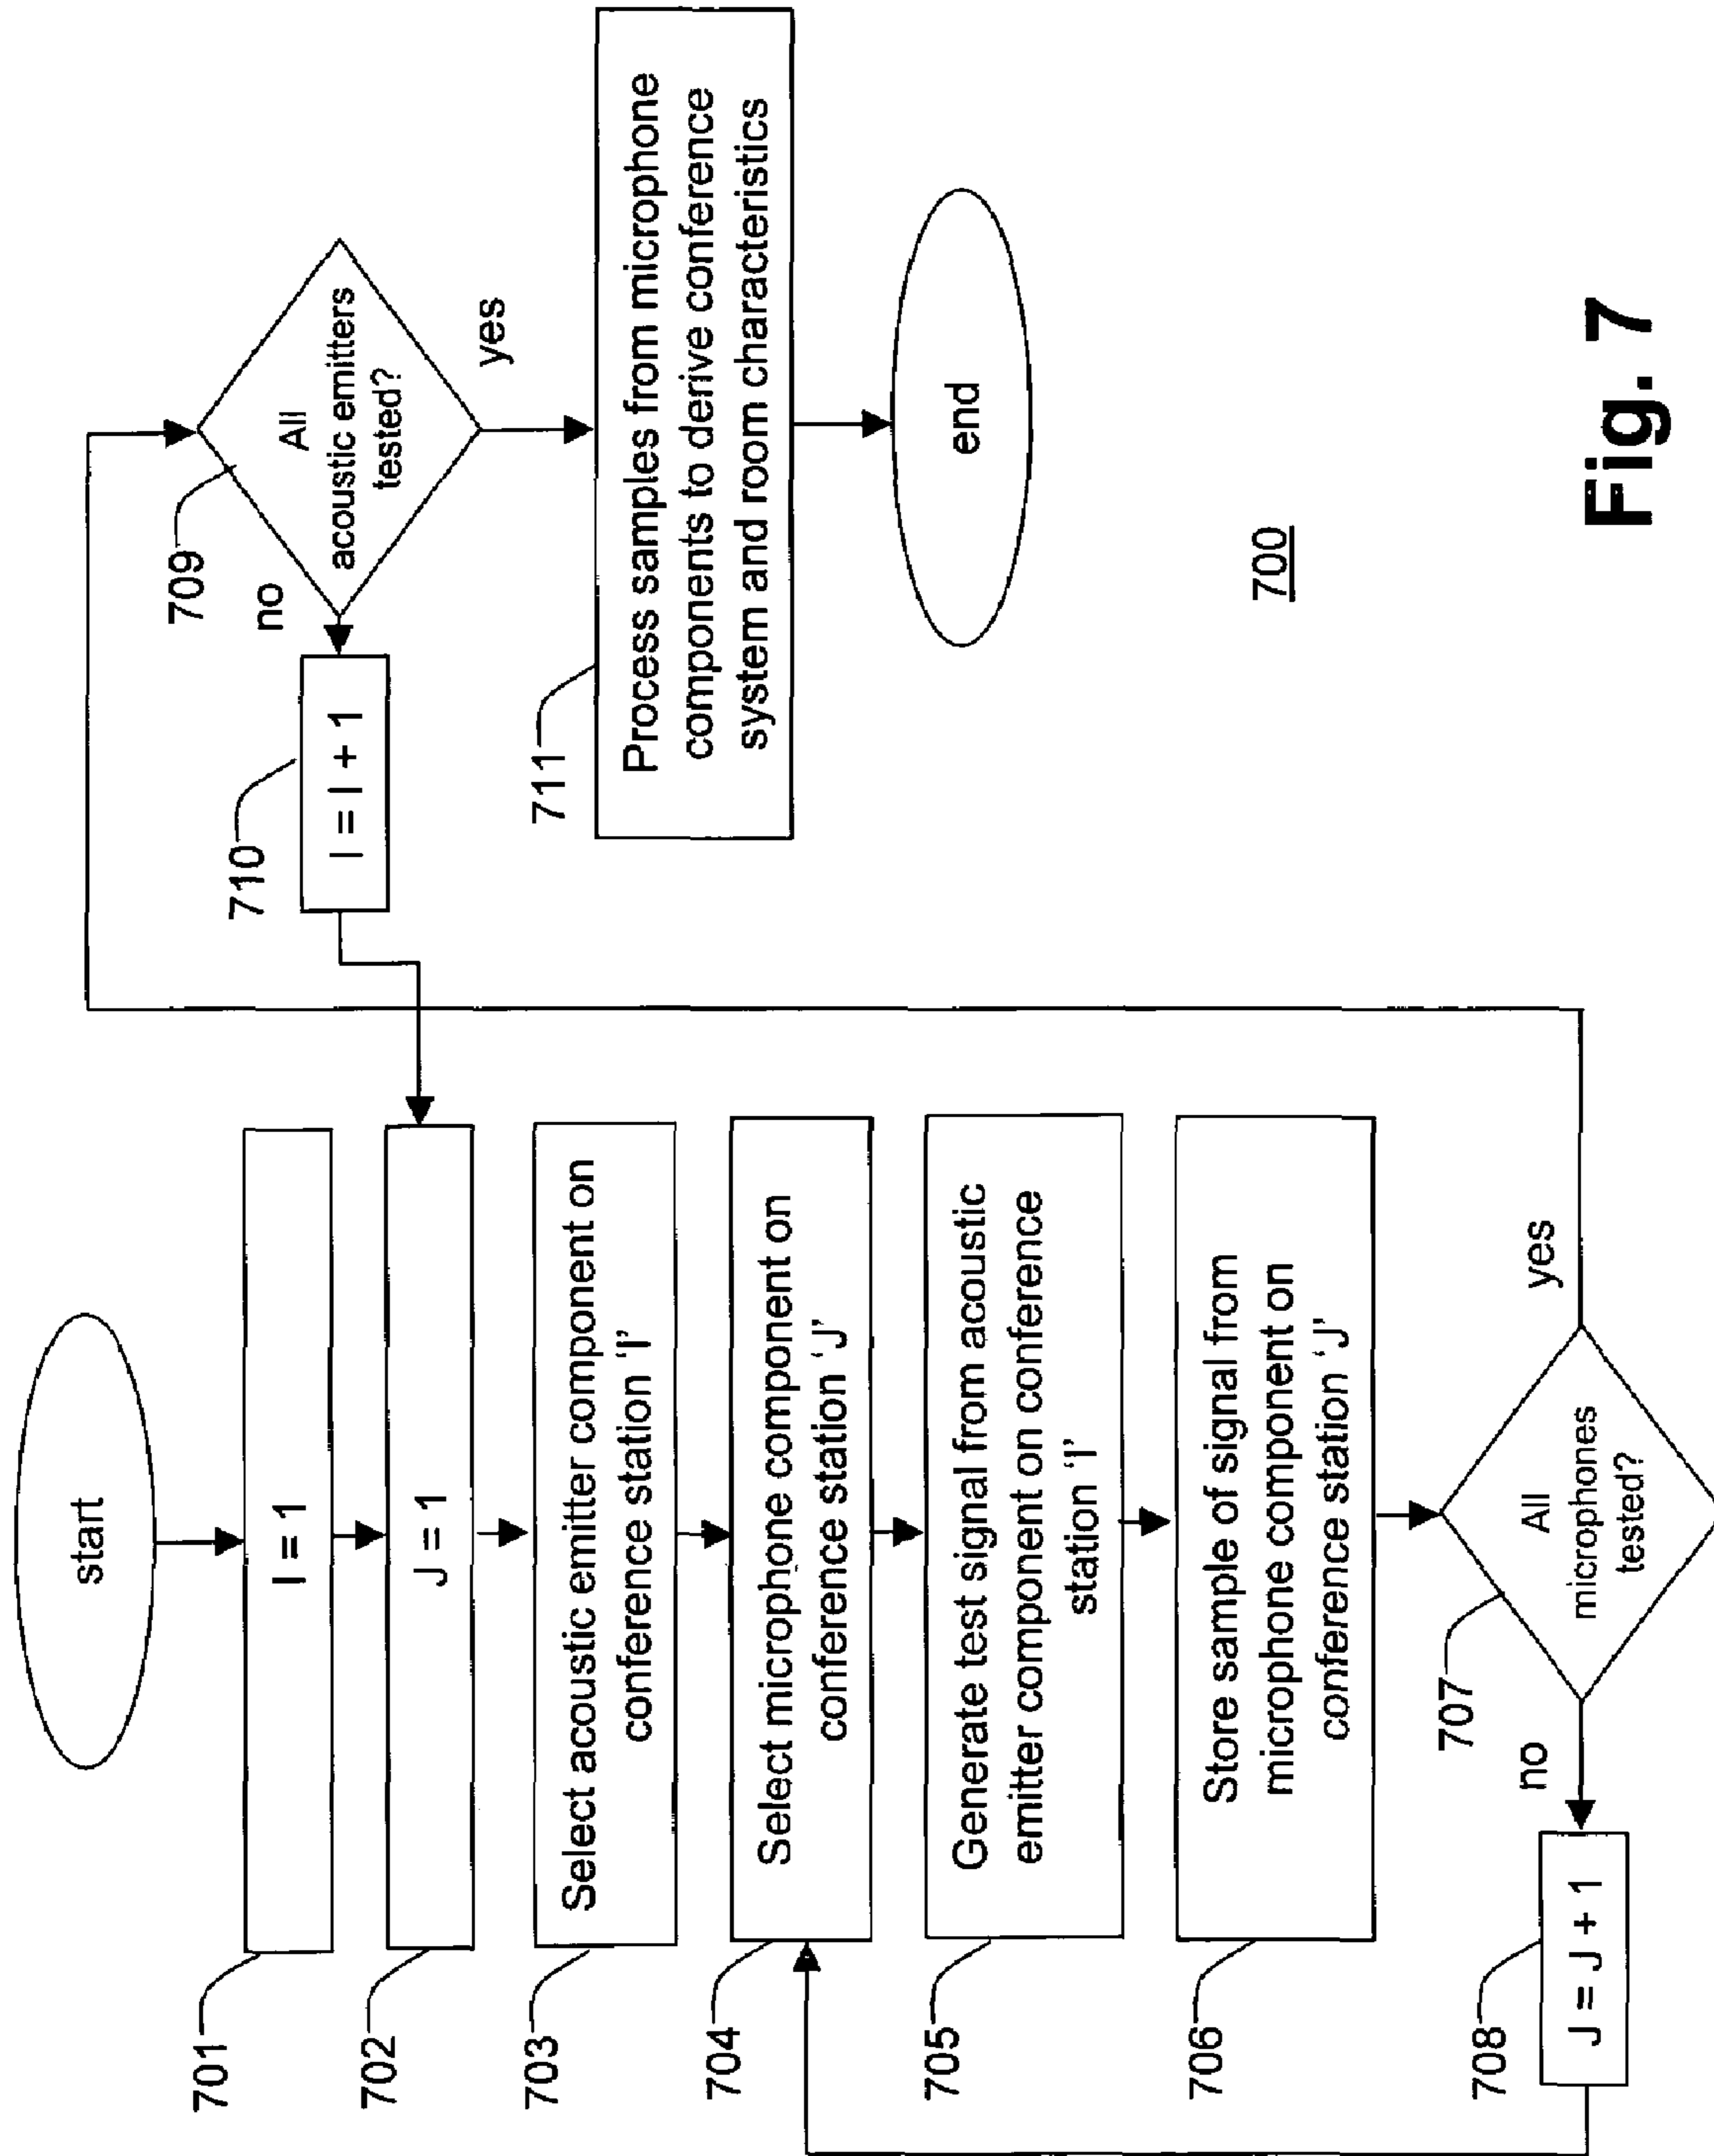 start
701
I = 1
702
J = 1
703
Select acoustic emitter component on
conference station 'I'
704
Select microphone component on
conference station 'J'
705
Generate test signal from acoustic
emitter component on conference
station 'I'
706
Store sample of signal from
microphone component on
conference station 'J'
707
All
microphones
tested?
no
yes
708
J = J + 1
709
All
acoustic emitters
tested?
no
yes
710
I = I + 1
711
Process samples from microphone
components to derive conference
system and room characteristics
end
700
Fig. 7